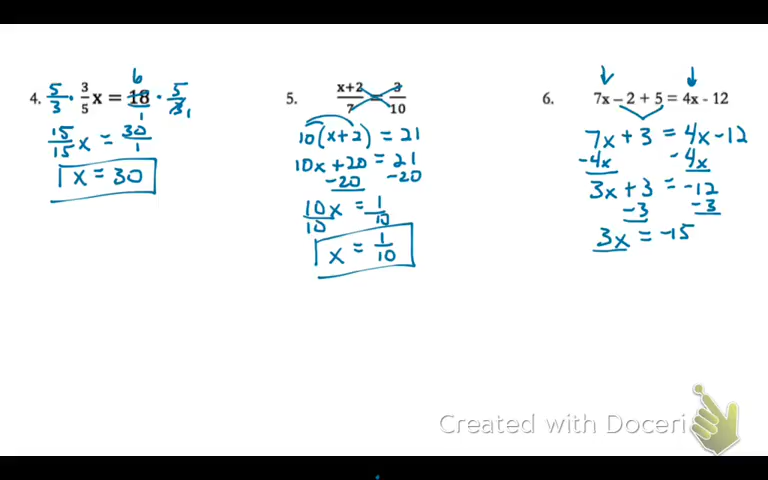 4. 5/3 · 3/5 x = 18/1 · 5/3 6 1
15/15 x = 30/1
x = 30
5. x+2/7 = 3/10
10(x+2) = 21
10x +20 = 21
-20 -20
10x/10 = 1/10
x = 1/10
6. 7x – 2 + 5 = 4x - 12
7x + 3 = 4x - 12
-4x -4x
3x + 3 = -12
-3 -3
3x = -15
Created with Doceri